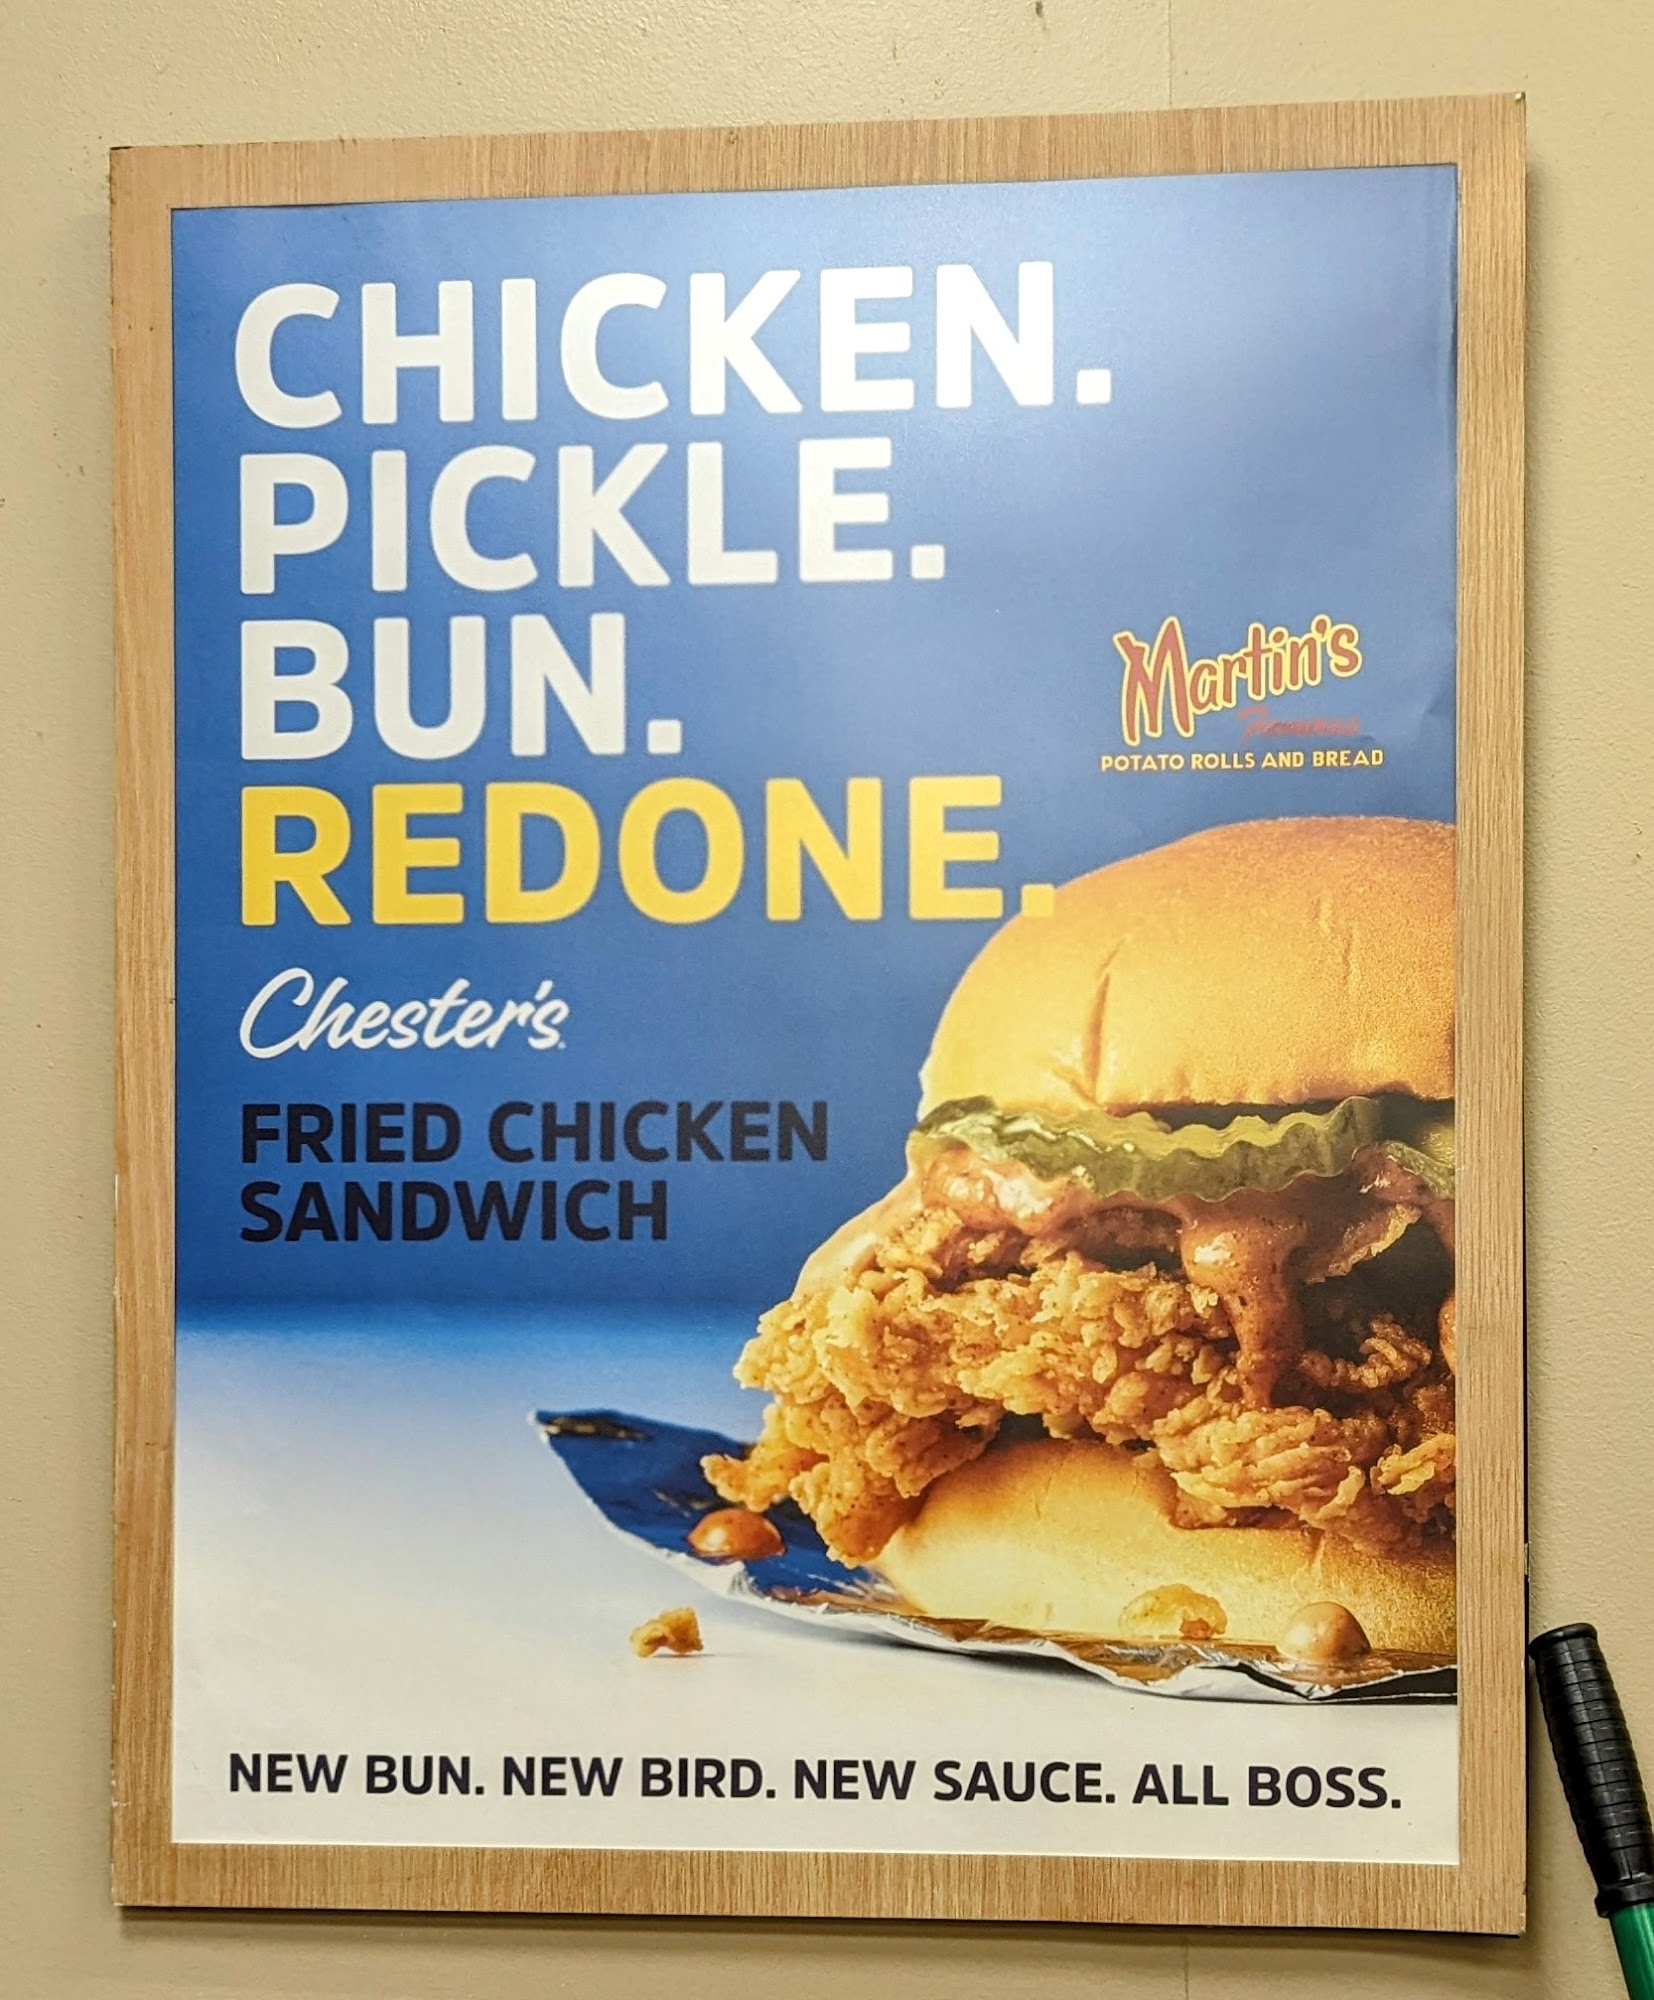 CHICKEN.
PICKLE.
BUN.
REDONE.
Martin's
Famous
POTATO ROLLS AND BREAD
Chester's
FRIED CHICKEN
SANDWICH
NEW BUN. NEW BIRD. NEW SAUCE. ALL BOSS.